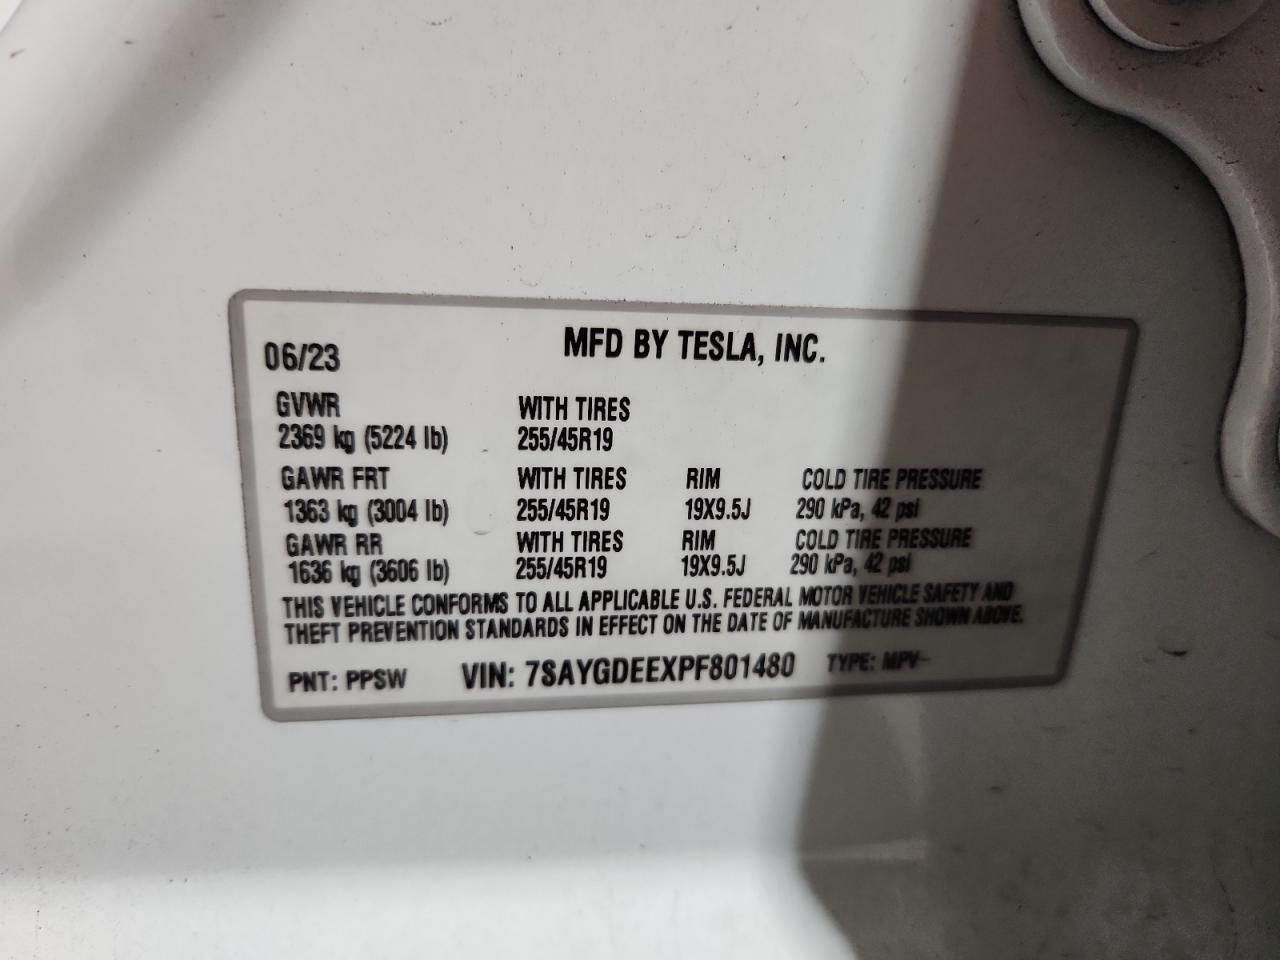 06/23 MFD BY TESLA, INC.
GVWR WITH TIRES
2369 kg (5224 lb) 255/45R19
GAWR FRT WITH TIRES RIM COLD TIRE PRESSURE
1363 kg (3004 lb) 255/45R19 19X9.5J 290 kPa, 42 psi
GAWR RR WITH TIRES RIM COLD TIRE PRESSURE
1636 kg (3606 lb) 255/45R19 19X9.5J 290 kPa, 42 psi
THIS VEHICLE CONFORMS TO ALL APPLICABLE U.S. FEDERAL MOTOR VEHICLE SAFETY AND
THEFT PREVENTION STANDARDS IN EFFECT ON THE DATE OF MANUFACTURE SHOWN ABOVE.
PNT: PPSW VIN: 7SAYGDEEXPF801480 TYPE: MPV